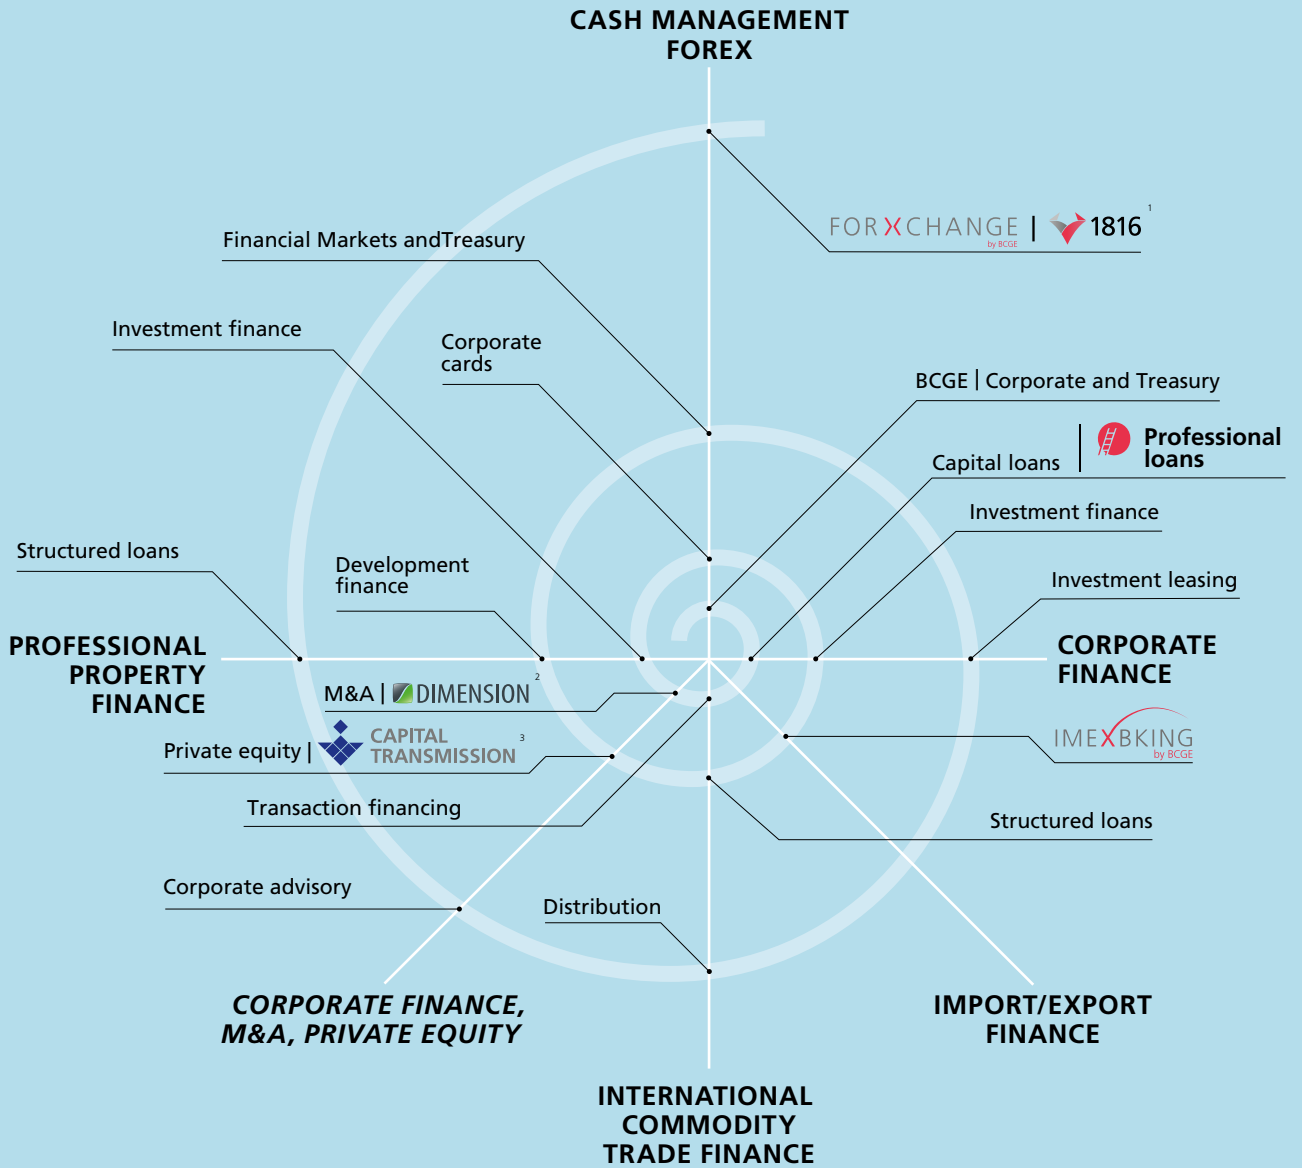 CASH MANAGEMENT
FOREX
FORXCHANGE | 1816 1
by BCGE
Financial Markets andTreasury
Investment finance
Corporate
cards
BCGE | Corporate and Treasury
Capital loans | Professional
loans
Investment finance
Structured loans
Development
finance
Investment leasing
PROFESSIONAL
PROPERTY
FINANCE
CORPORATE
FINANCE
M&A | DIMENSION 2
Private equity | CAPITAL
TRANSMISSION 3
IMEXBKING
by BCGE
Transaction financing
Structured loans
Corporate advisory
Distribution
CORPORATE FINANCE,
M&A, PRIVATE EQUITY
IMPORT/EXPORT
FINANCE
INTERNATIONAL
COMMODITY
TRADE FINANCE